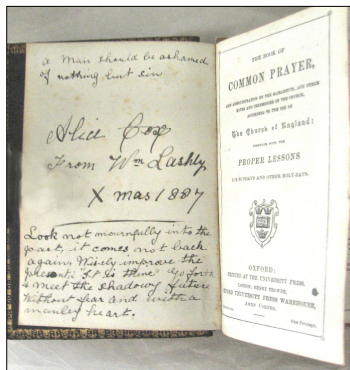 a man should be ashamed
of nothing but sin
Alice Cox
From Wm Lashly
X mas 1887
Look not mournfully into the
past, it comes not back
again, Wisely improve the
present. It is thine. Go forth
to meet the shadowy future
without fear and with a
manley heart.
THE BOOK OF
COMMON PRAYER,
AND ADMINISTRATION OF THE SACRAMENTS, AND OTHER
RITES AND CEREMONIES OF THE CHURCH,
ACCORDING TO THE USE OF
The Church of England:
TOGETHER WITH THE
PROPER LESSONS
FOR SUNDAYS AND OTHER HOLY-DAYS.
OXFORD:
PRINTED AT THE UNIVERSITY PRESS,
LONDON: HENRY FROWDE,
OXFORD UNIVERSITY PRESS WAREHOUSE,
AMEN CORNER.
Cum Privilegio.